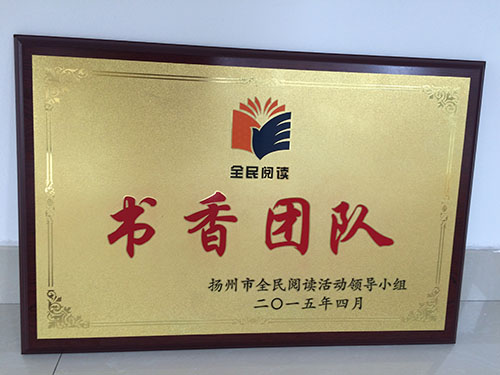 全民阅读
书香团队
扬州市全民阅读活动领导小组
二〇一五年四月